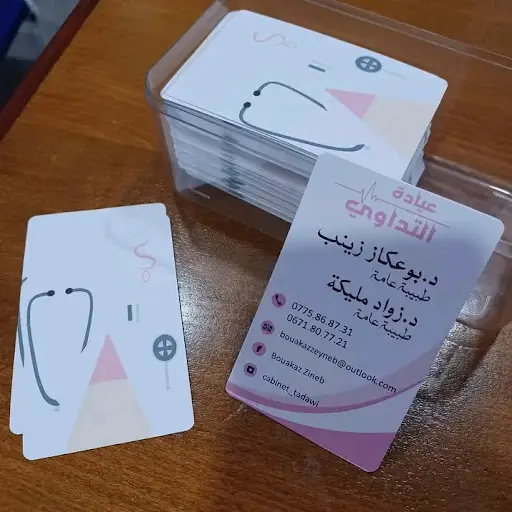 عيادة
التداوي
د.بوعكاز زينب
طبيبة عامة
د.زواد مليكة
طبيبة عامة
0775.86.87.31
0671.80.77.21
bouakazzeyneb@outlook.com
Bouakaz Zineb
cabinet_tadawi